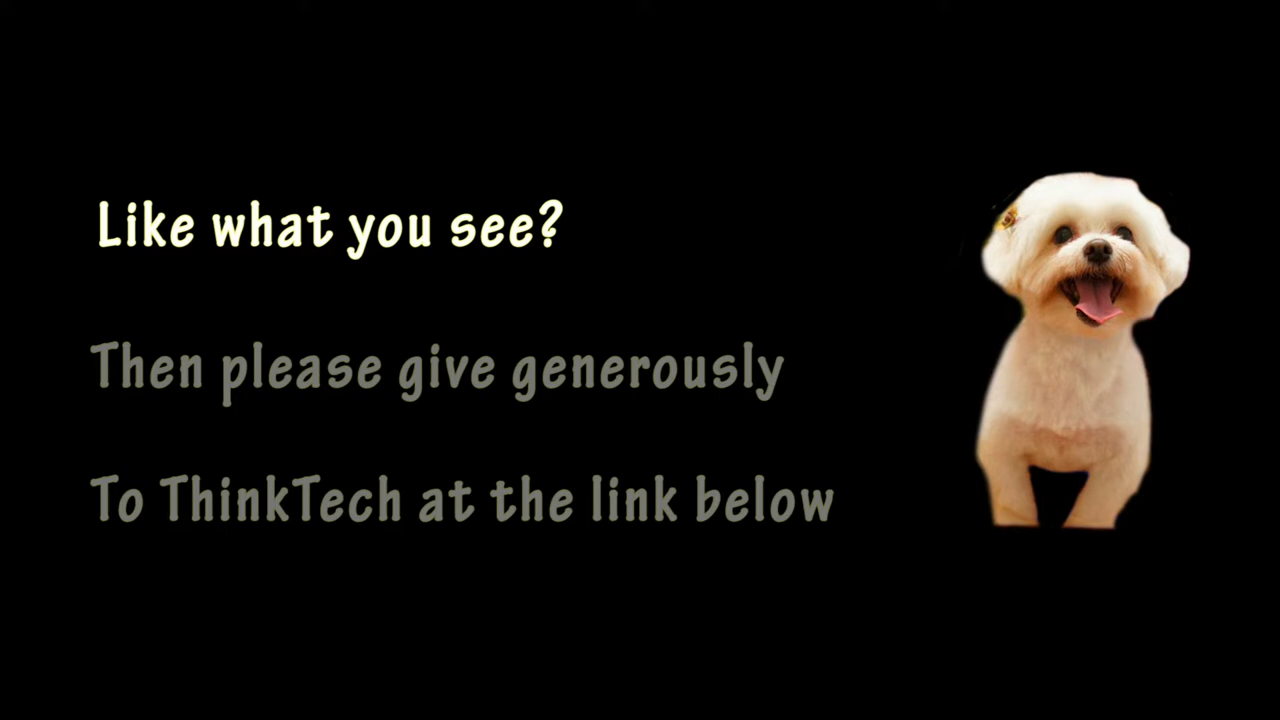 Like what you see?
Then please give generously
To ThinkTech at the link below